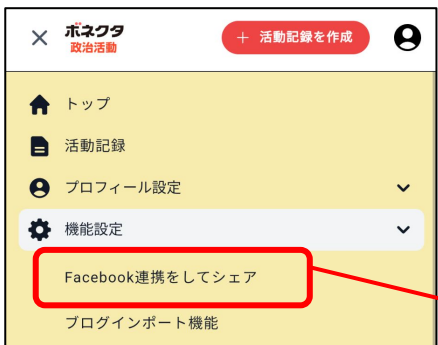 ボネクタ
政治活動
+ 活動記録を作成
トップ
活動記録
プロフィール設定
機能設定
Facebook連携をしてシェア
ブログインポート機能